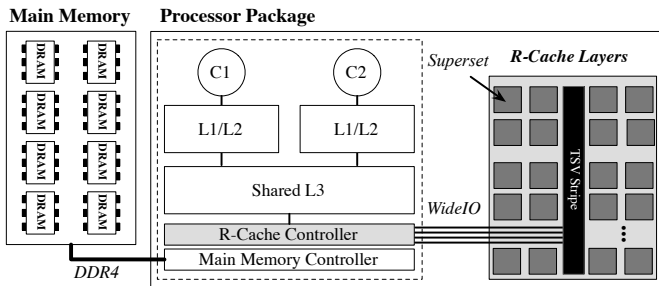 Main Memory
DRAM DRAM
DRAM DRAM
DRAM DRAM
DRAM DRAM
DDR4
Processor Package
C1 C2
L1/L2 L1/L2
Shared L3
R-Cache Controller
Main Memory Controller
WideIO
Superset
R-Cache Layers
TSV Stripe